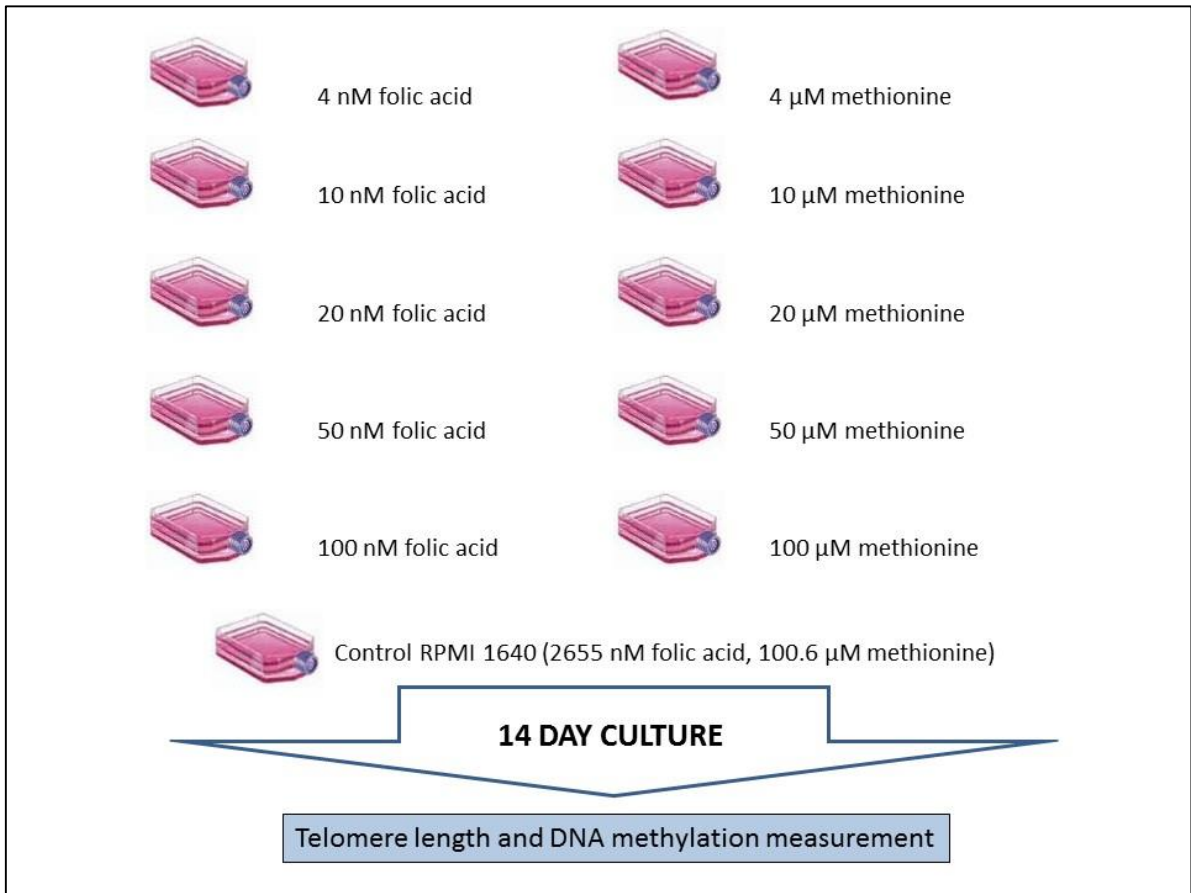 4 nM folic acid
4 µM methionine
10 nM folic acid
10 µM methionine
20 nM folic acid
20 µM methionine
50 nM folic acid
50 µM methionine
100 nM folic acid
100 µM methionine
Control RPMI 1640 (2655 nM folic acid, 100.6 µM methionine)
14 DAY CULTURE
Telomere length and DNA methylation measurement